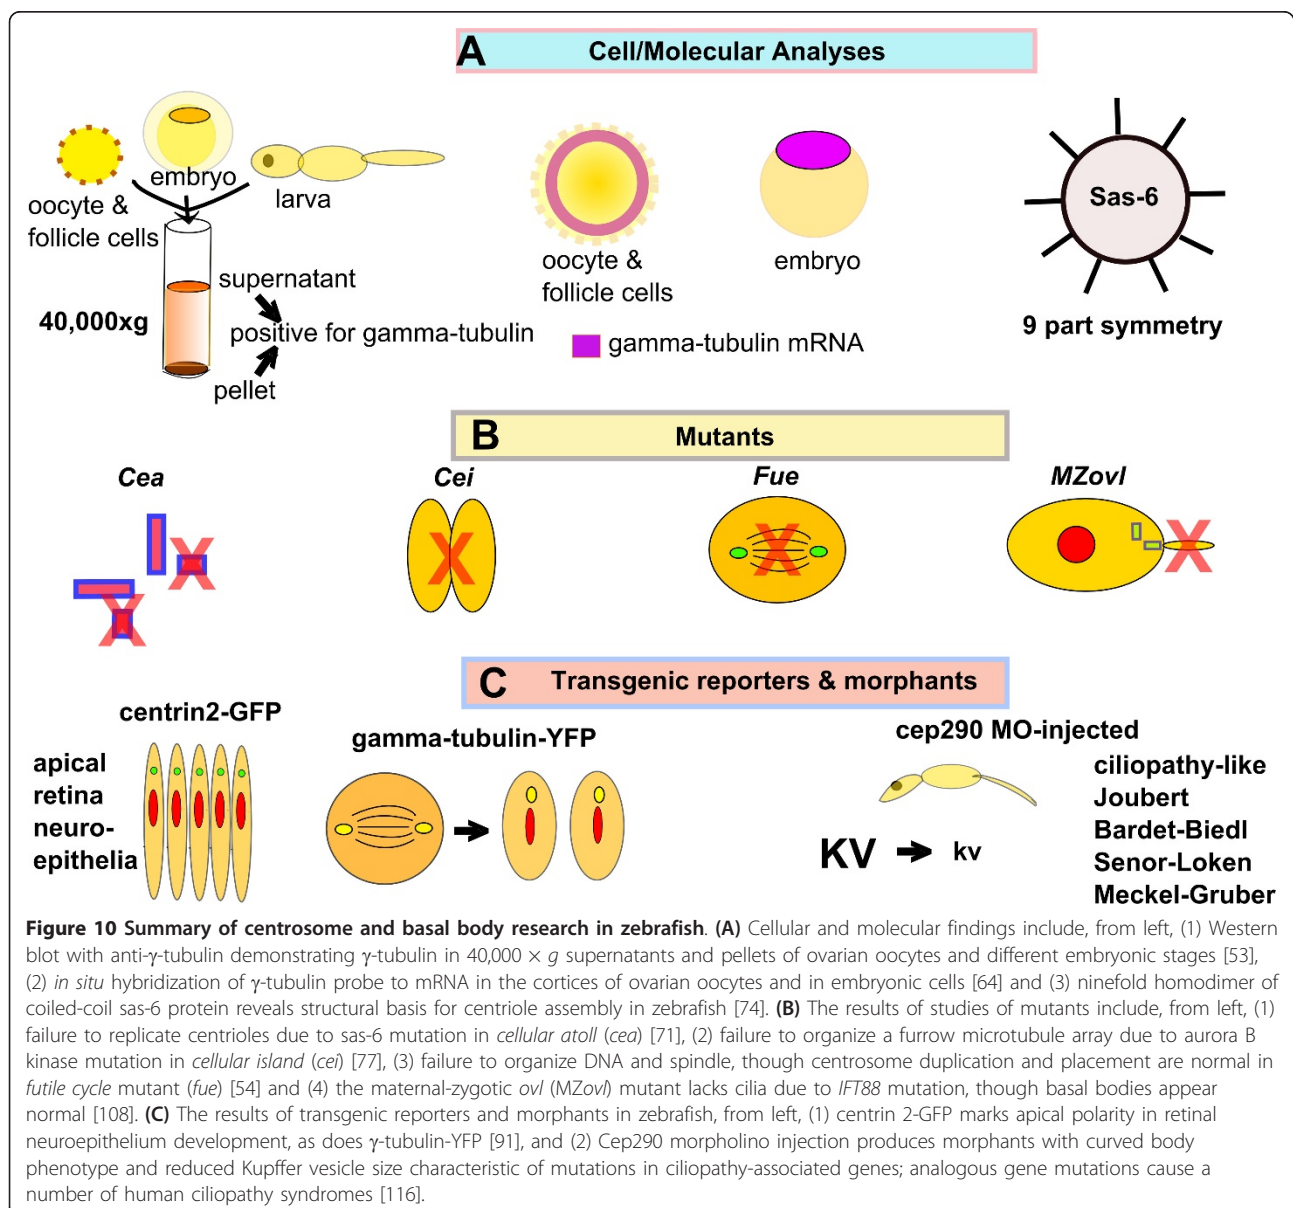 A Cell/Molecular Analyses
embryo
larva
oocyte &
follicle cells
supernatant
40,000xg
positive for gamma-tubulin
pellet
oocyte &
follicle cells
embryo
gamma-tubulin mRNA
Sas-6
9 part symmetry
B Mutants
Cea
Cei
Fue
MZovl
C Transgenic reporters & morphants
centrin2-GFP
apical
retina
neuro-
epithelia
gamma-tubulin-YFP
cep290 MO-injected
KV
kv
ciliopathy-like
Joubert
Bardet-Biedl
Senor-Loken
Meckel-Gruber
Figure 10 Summary of centrosome and basal body research in zebrafish. (A) Cellular and molecular findings include, from left, (1) Western
blot with anti-γ-tubulin demonstrating γ-tubulin in 40,000 × g supernatants and pellets of ovarian oocytes and different embryonic stages [53],
(2) in situ hybridization of γ-tubulin probe to mRNA in the cortices of ovarian oocytes and in embryonic cells [64] and (3) ninefold homodimer of
coiled-coil sas-6 protein reveals structural basis for centriole assembly in zebrafish [74]. (B) The results of studies of mutants include, from left, (1)
failure to replicate centrioles due to sas-6 mutation in cellular atoll (cea) [71], (2) failure to organize a furrow microtubule array due to aurora B
kinase mutation in cellular island (cei) [77], (3) failure to organize DNA and spindle, though centrosome duplication and placement are normal in
futile cycle mutant (fue) [54] and (4) the maternal-zygotic ovl (MZovl) mutant lacks cilia due to IFT88 mutation, though basal bodies appear
normal [108]. (C) The results of transgenic reporters and morphants in zebrafish, from left, (1) centrin 2-GFP marks apical polarity in retinal
neuroepithelium development, as does γ-tubulin-YFP [91], and (2) Cep290 morpholino injection produces morphants with curved body
phenotype and reduced Kupffer vesicle size characteristic of mutations in ciliopathy-associated genes; analogous gene mutations cause a
number of human ciliopathy syndromes [116].